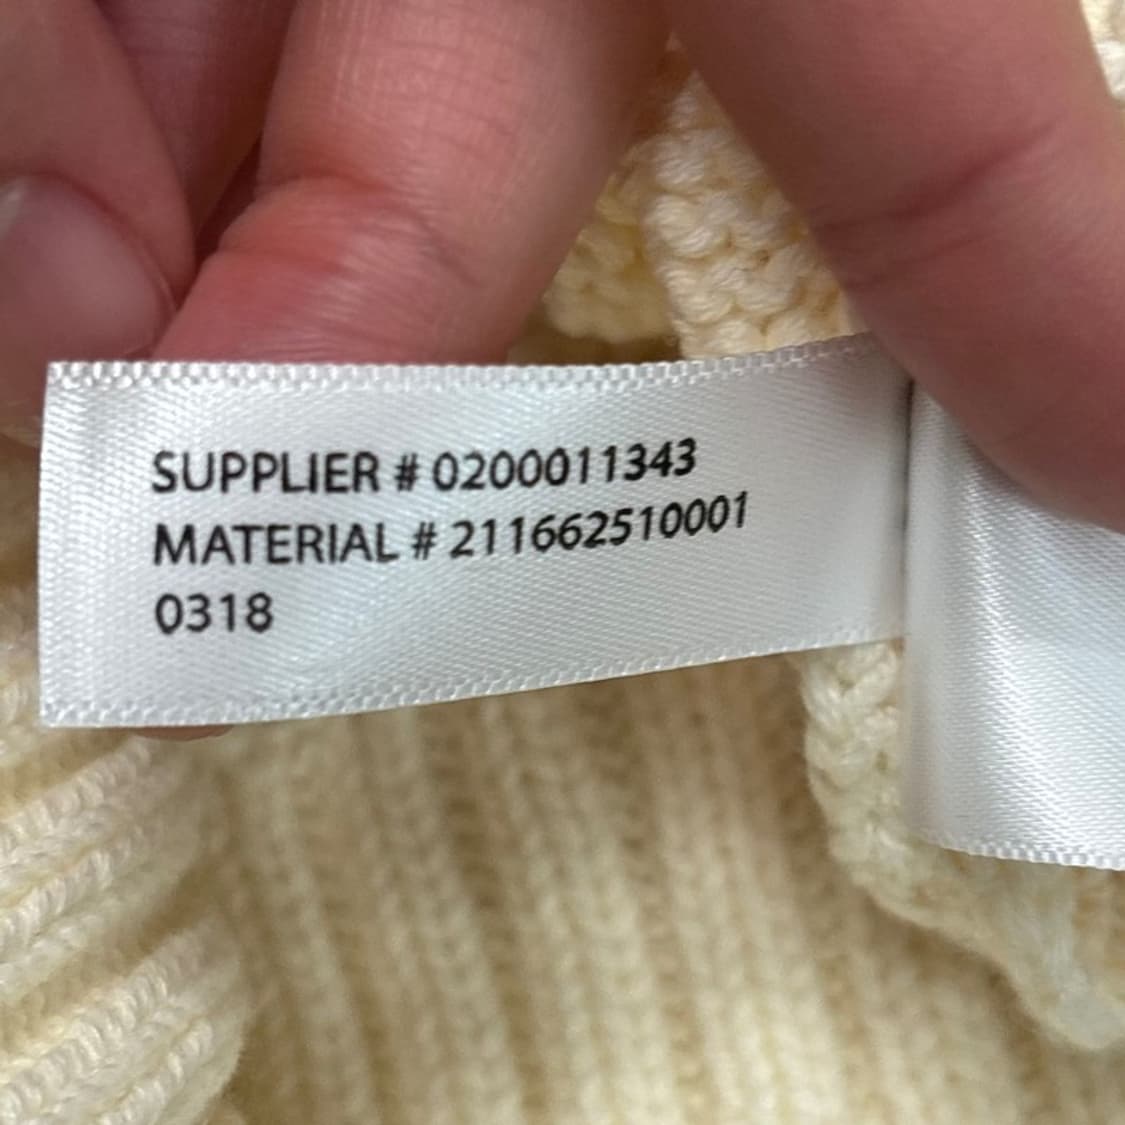 SUPPLIER # 0200011343
MATERIAL # 211662510001
0318